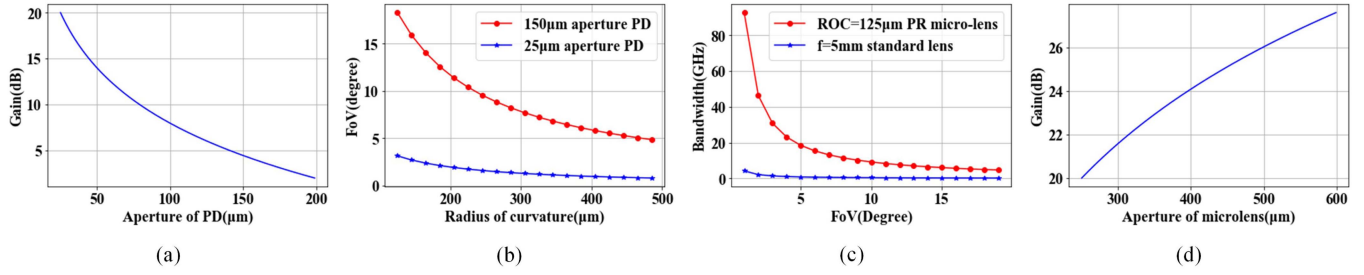 Gain(dB)
20
15
10
5
50
100
150
200
Aperture of PD(μm)
(a)
FoV(degree)
15
10
5
0
150μm aperture PD
25μm aperture PD
200
300
400
500
Radius of curvature(μm)
(b)
Bandwidth(GHz)
80
60
40
20
0
ROC=125μm PR micro-lens
f=5mm standard lens
5
10
15
FoV(Degree)
(c)
Gain(dB)
26
24
22
20
300
400
500
600
Aperture of microlens(μm)
(d)